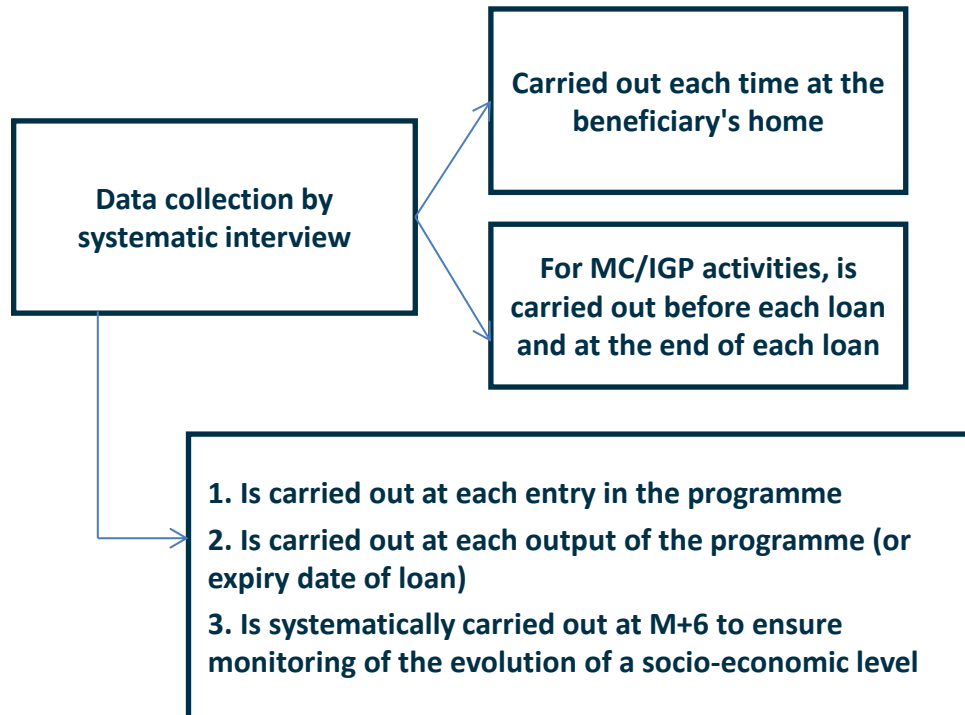 Carried out each time at the
beneficiary's home
Data collection by
systematic interview
For MC/IGP activities, is
carried out before each loan
and at the end of each loan
1. Is carried out at each entry in the programme
2. Is carried out at each output of the programme (or
expiry date of loan)
3. Is systematically carried out at M+6 to ensure
monitoring of the evolution of a socio-economic level